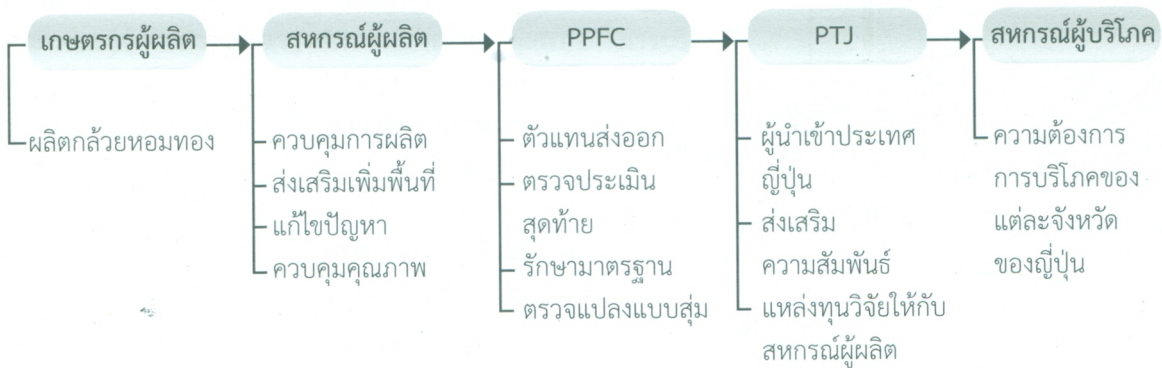 เกษตรกรผู้ผลิต
สหกรณ์ผู้ผลิต
PPFC
PTJ
สหกรณ์ผู้บริโภค
ผลิตกล้วยหอมทอง
ควบคุมการผลิต
ส่งเสริมเพิ่มพื้นที่
แก้ไขปัญหา
ควบคุมคุณภาพ
ตัวแทนส่งออก
ตรวจประเมิน
สุดท้าย
รักษามาตรฐาน
ตรวจแปลงแบบสุ่ม
ผู้นำเข้าประเทศ
ญี่ปุ่น
ส่งเสริม
ความสัมพันธ์
แหล่งทุนวิจัยให้กับ
สหกรณ์ผู้ผลิต
ความต้องการ
การบริโภคของ
แต่ละจังหวัด
ของญี่ปุ่น